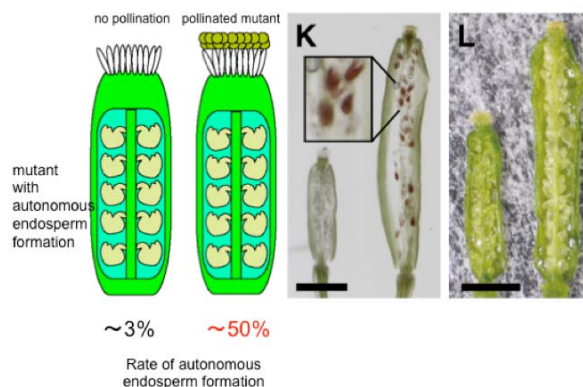 no pollination
pollinated mutant
mutant
with
autonomous
endosperm
formation
~3%
~50%
Rate of autonomous
endosperm formation
K
L